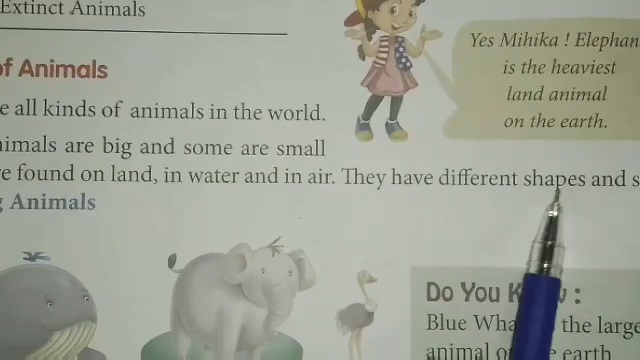 Extinct Animals
of Animals
Yes Mihika ! Elephan
is the heaviest
land animal
on the earth.
e all kinds of animals in the world.
nimals are big and some are small
e found on land, in water and in air. They have different shapes and s
g Animals
Do You K w :
Blue Wha the large
animal o e earth